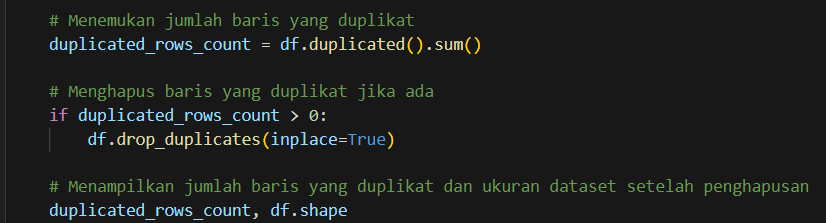 # Menemukan jumlah baris yang duplikat
duplicated_rows_count = df.duplicated().sum()
# Menghapus baris yang duplikat jika ada
if duplicated_rows_count > 0:
    df.drop_duplicates(inplace=True)
# Menampilkan jumlah baris yang duplikat dan ukuran dataset setelah penghapusan
duplicated_rows_count, df.shape